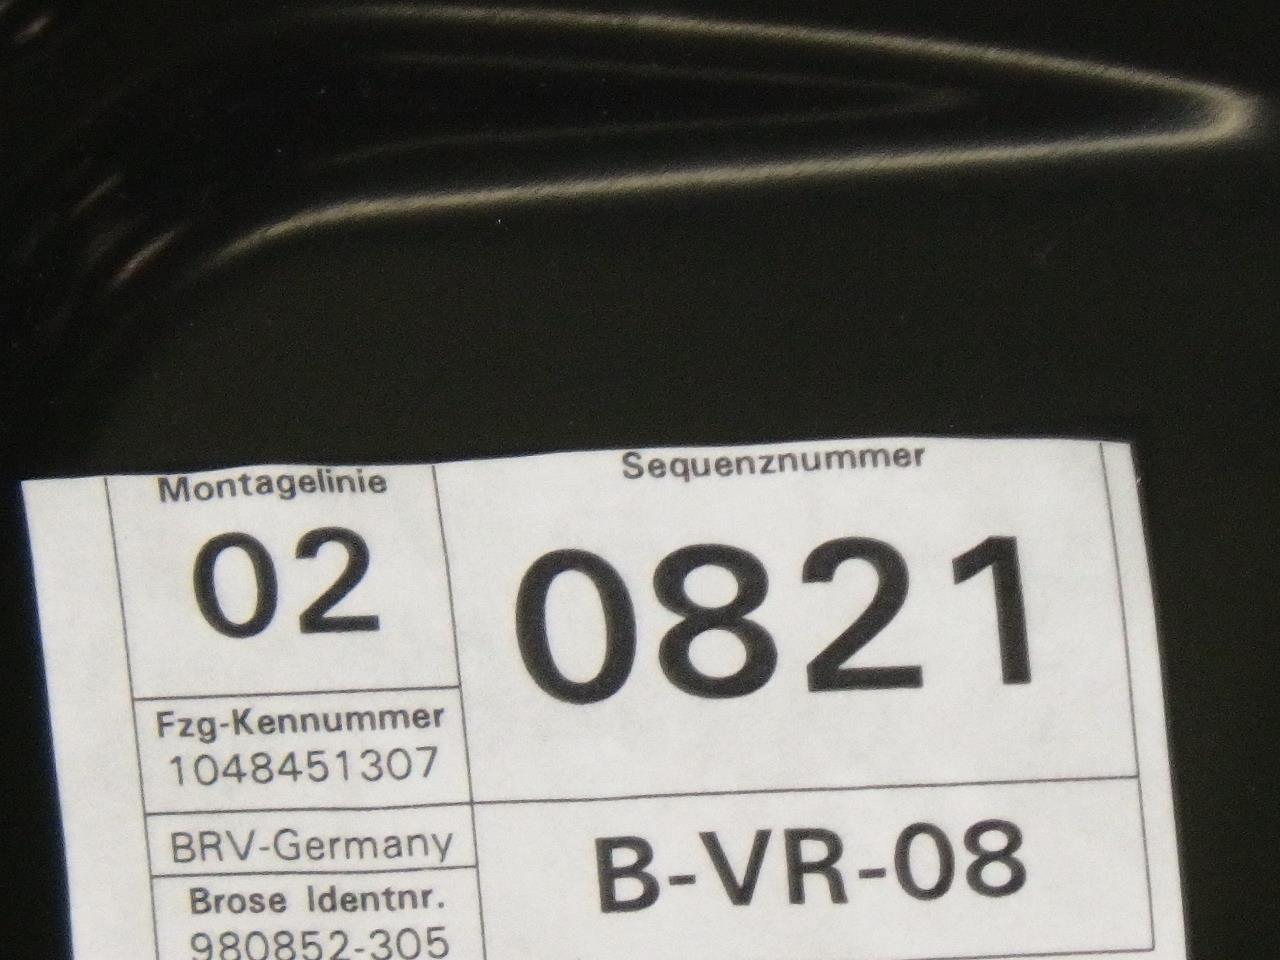 Montagelinie
02
Sequenznummer
0821
Fzg-Kennummer
1048451307
BRV-Germany
B-VR-08
Brose Identnr.
980852-305